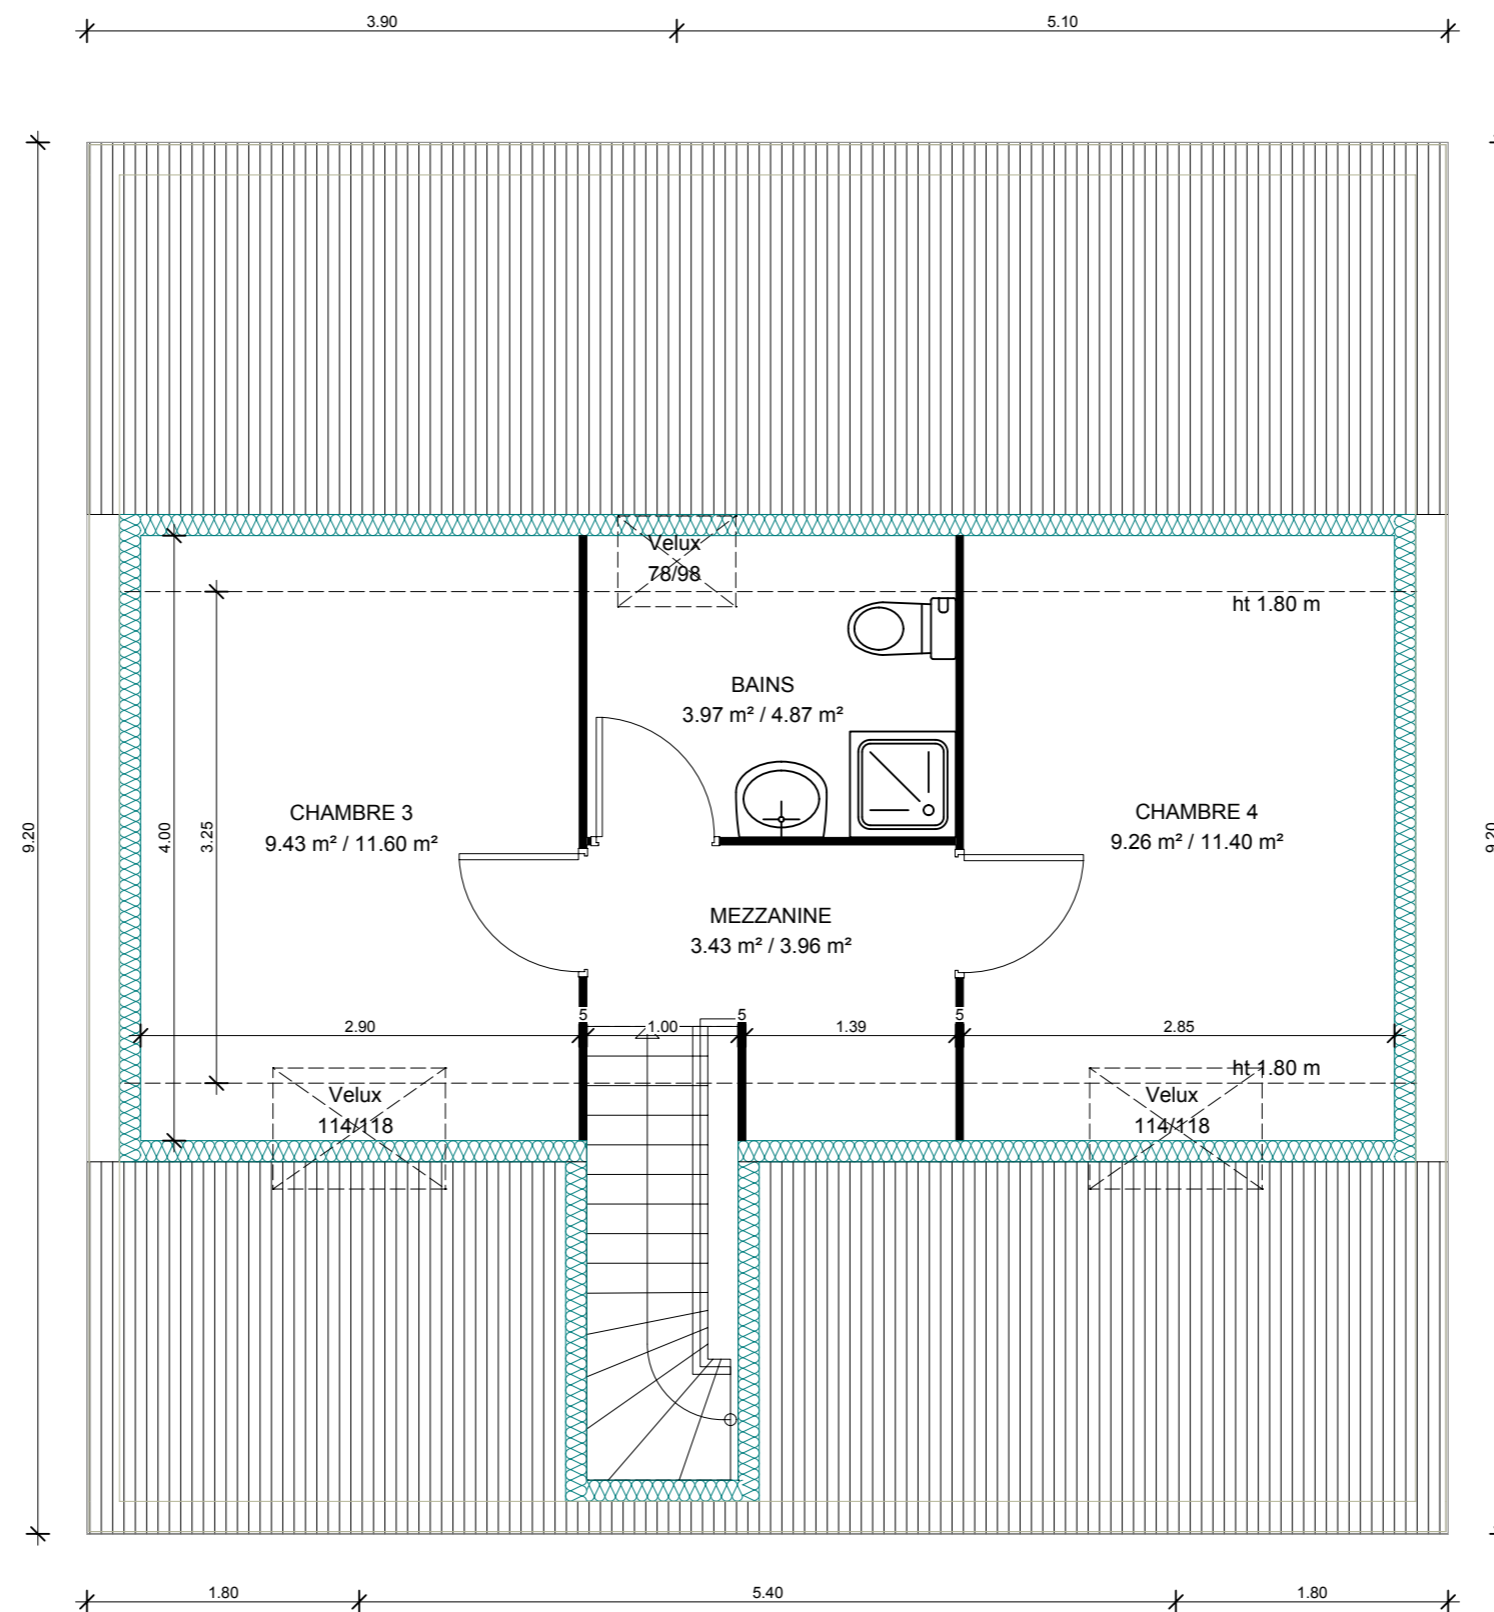 3.90
5.10
Velux
78/98
ht 1.80 m
BAINS
3.97 m² / 4.87 m²
CHAMBRE 3
9.43 m² / 11.60 m²
CHAMBRE 4
9.26 m² / 11.40 m²
9.20
4.00
3.25
9.20
MEZZANINE
3.43 m² / 3.96 m²
5
5
5
2.90
1.00
1.39
2.85
ht 1.80 m
Velux
114/118
Velux
114/118
1.80
5.40
1.80